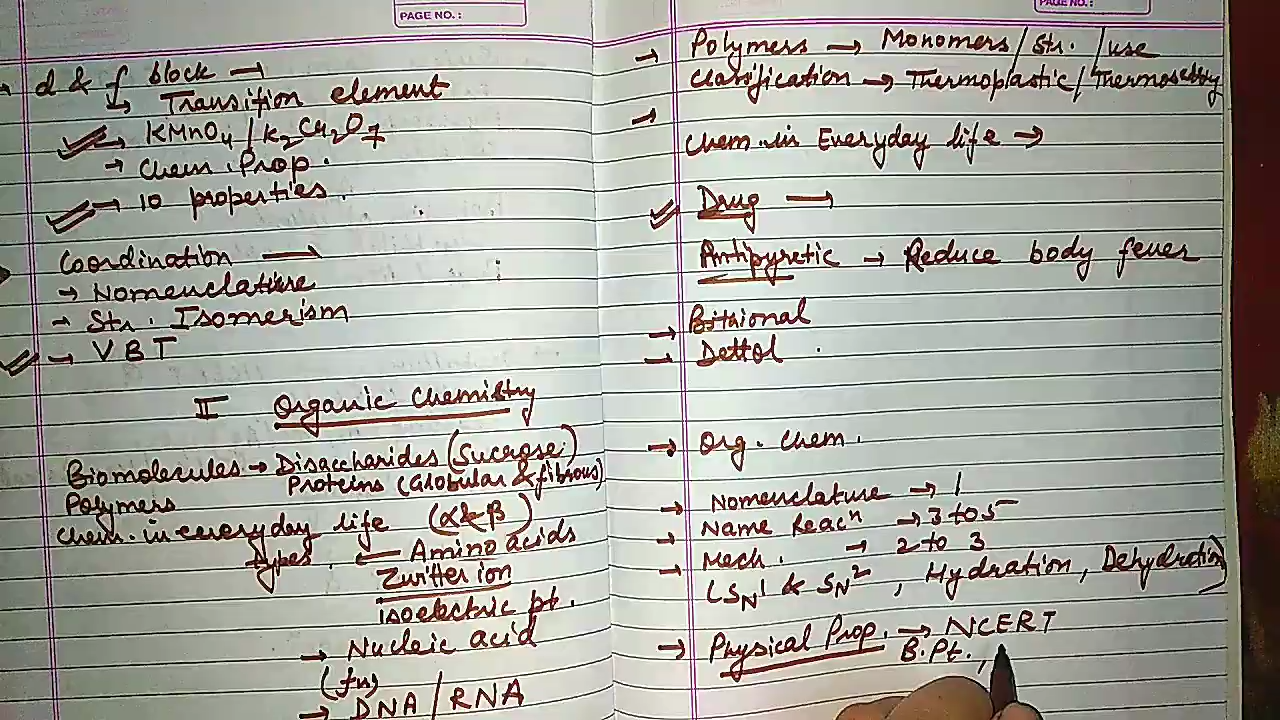 PAGE NO. :
→ d & f block →
↳ Transition element
→ KMnO4 / K2Cr2O7
→ Chem. Prop.
→ 10 properties.
Coordination →
→ Nomenclature
→ Str. Isomerism
→ VBT
II Organic Chemistry
Biomolecules → Disaccharides (Sucrose)
Proteins (Globular & fibrous)
Polymers
Chem. in everyday life (α & β)
types. ← Amino acids
Zwitter ion
isoelectric pt.
→ Nucleic acid
(fn)
→ DNA / RNA
PAGE NO. :
→ Polymers → Monomers / Str. / use
Classification → Thermoplastic / Thermosetting
→
Chem. in Everyday life →
Drug →
Antipyretic → Reduce body fever
→ Bithional
→ Dettol .
→ Org. Chem.
→ Nomenclature → 1
→ Name Reacn → 3 to 5
→ Mech. → 2 to 3
(SN1 & SN2, Hydration, Dehydration)
→ Physical Prop. → NCERT
B.Pt. ,